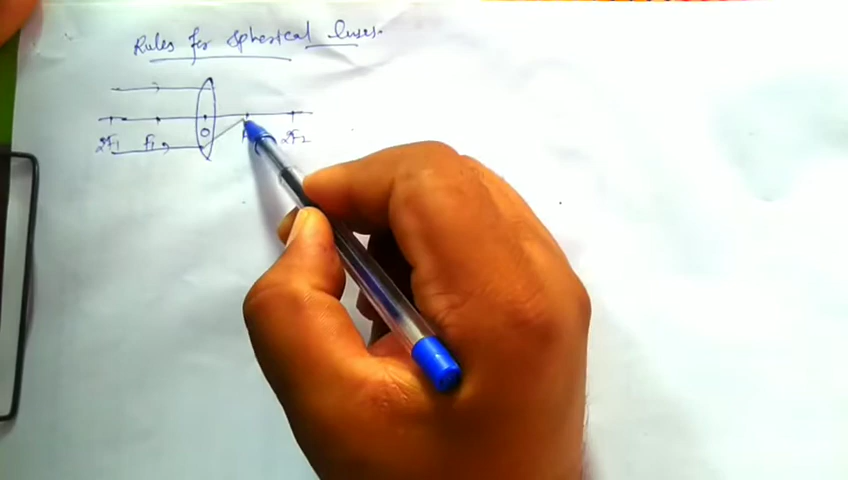 Rules for Spherical lenses.
O
2F₁ F₁ 2F₂